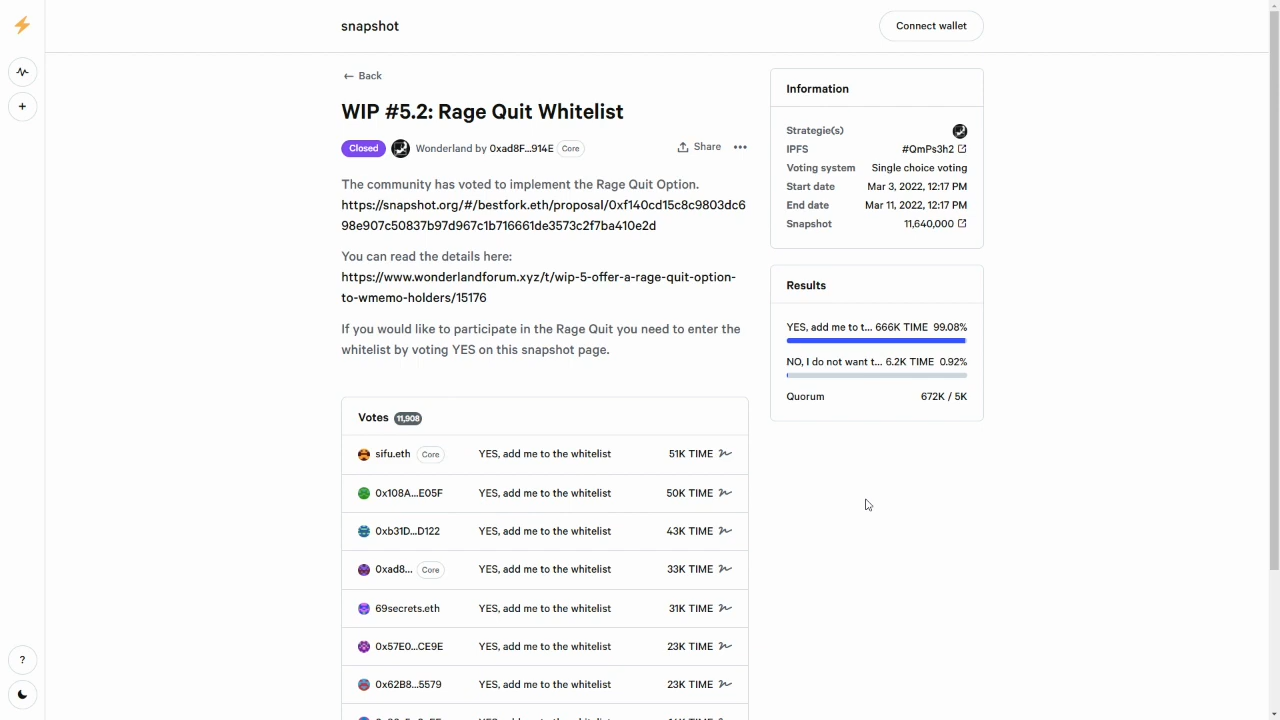 snapshot
Connect wallet
+
← Back
WIP #5.2: Rage Quit Whitelist
Closed Wonderland by 0xad8F...914E Core
Share
The community has voted to implement the Rage Quit Option.
https://snapshot.org/#/bestfork.eth/proposal/0xf140cd15c8c9803dc6
98e907c50837b97d967c1b716661de3573c2f7ba410e2d
You can read the details here:
https://www.wonderlandforum.xyz/t/wip-5-offer-a-rage-quit-option-
to-wmemo-holders/15176
If you would like to participate in the Rage Quit you need to enter the
whitelist by voting YES on this snapshot page.
Votes 11,908
sifu.eth Core YES, add me to the whitelist 51K TIME
0x108A...E05F YES, add me to the whitelist 50K TIME
0xb31D...D122 YES, add me to the whitelist 43K TIME
0xad8... Core YES, add me to the whitelist 33K TIME
69secrets.eth YES, add me to the whitelist 31K TIME
0x57E0...CE9E YES, add me to the whitelist 23K TIME
0x62B8...5579 YES, add me to the whitelist 23K TIME
Information
Strategie(s)
IPFS #QmPs3h2
Voting system Single choice voting
Start date Mar 3, 2022, 12:17 PM
End date Mar 11, 2022, 12:17 PM
Snapshot 11,640,000
Results
YES, add me to t... 666K TIME 99.08%
NO, I do not want t... 6.2K TIME 0.92%
Quorum 672K / 5K
?